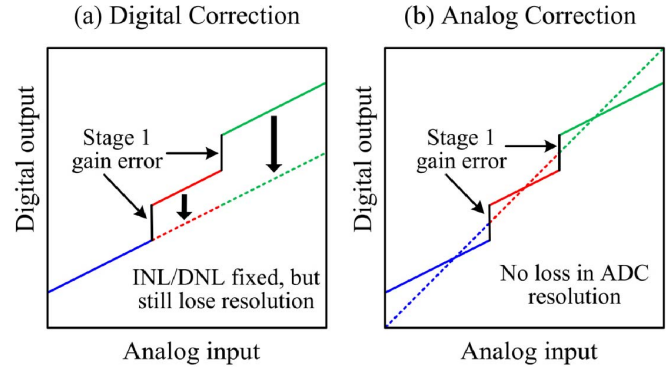 (a) Digital Correction
Digital output
Stage 1
gain error
INL/DNL fixed, but
still lose resolution
Analog input
(b) Analog Correction
Digital output
Stage 1
gain error
No loss in ADC
resolution
Analog input